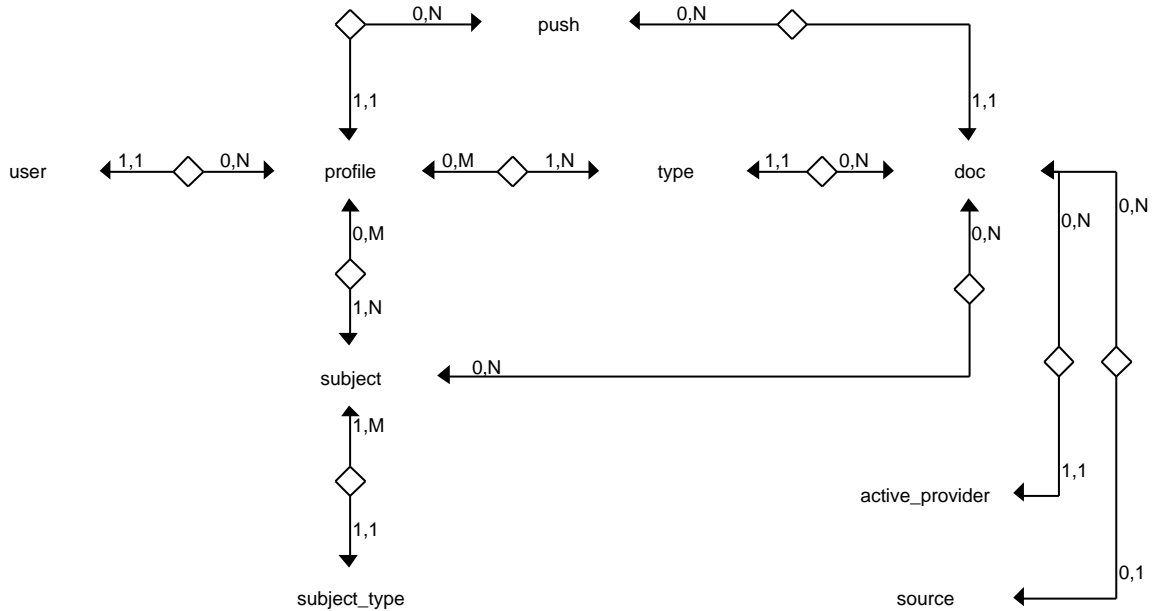 0,N
push
0,N
1,1
1,1
user
1,1
0,N
profile
0,M
1,N
type
1,1
0,N
doc
0,M
0,N
0,N
0,N
1,N
subject
0,N
1,M
1,1
active_provider
1,1
0,1
subject_type
source